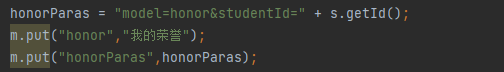 honorParas = "model=honor&studentId=" + s.getId();
m.put("honor","我的荣誉");
m.put("honorParas",honorParas);